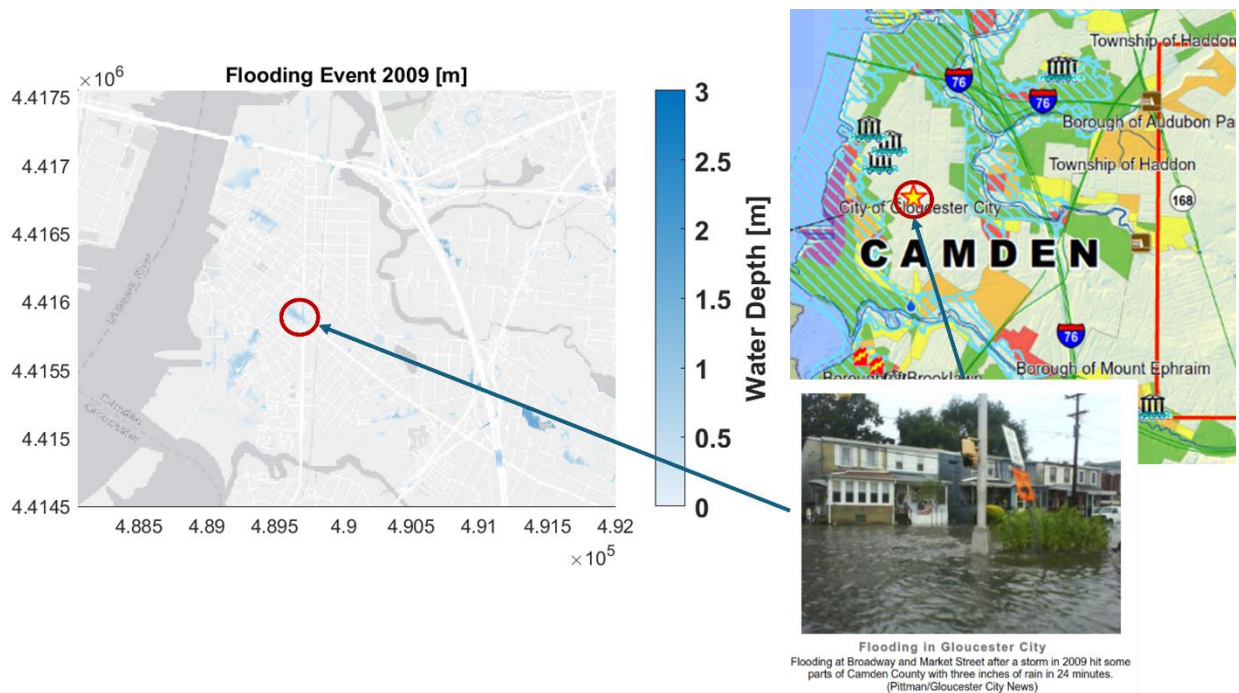 Flooding Event 2009 [m]
×10⁶
4.4175
4.417
4.4165
4.416
4.4155
4.415
4.4145
4.885
4.89
4.895
4.9
4.905
4.91
4.915
4.92
×10⁵
Delaware River
Camden
Gloucester
3
2.5
2
1.5
1
0.5
0
Water Depth [m]
Township of Haddon
76
76
Borough of Audubon Pa
Township of Haddon
168
City of Gloucester City
CAMDEN
76
Borough of Mount Ephraim
Flooding in Gloucester City
Flooding at Broadway and Market Street after a storm in 2009 hit some
parts of Camden County with three inches of rain in 24 minutes.
(Pittman/Gloucester City News)